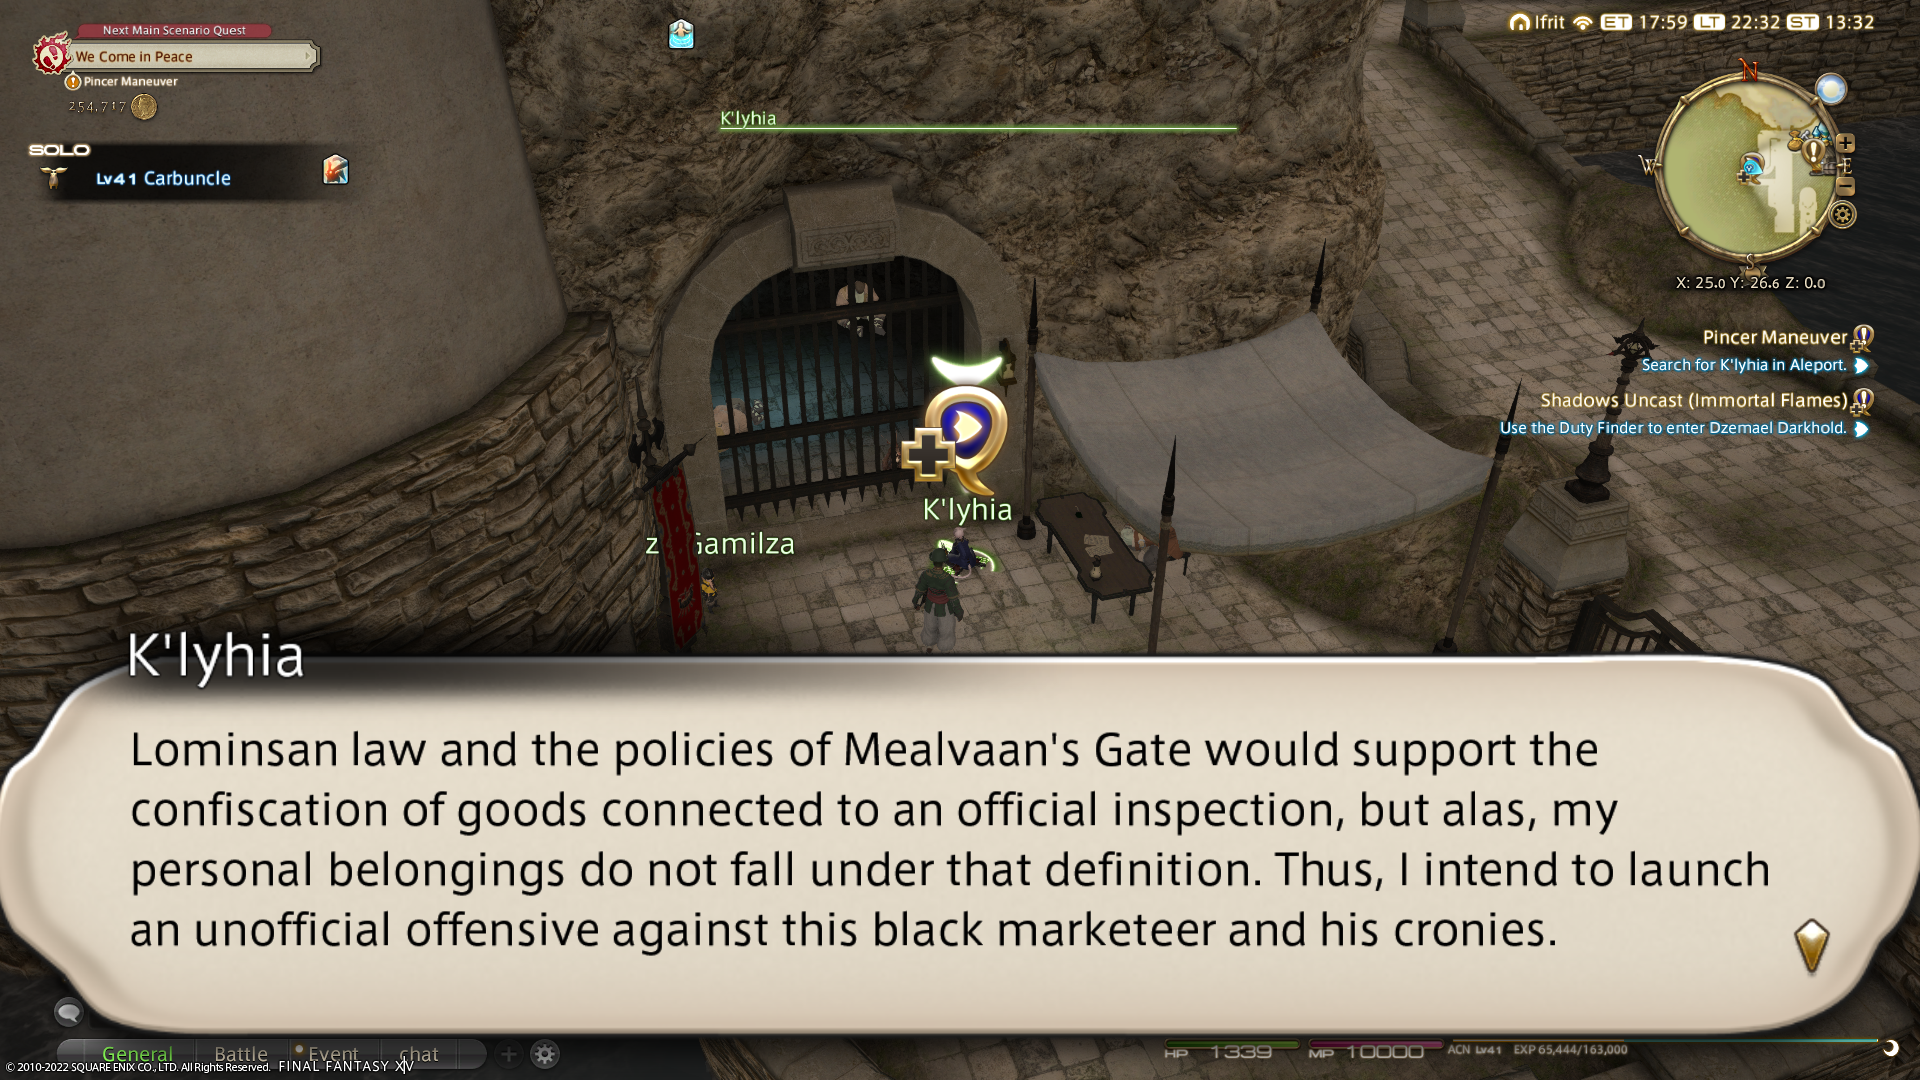 Next Main Scenario Quest
We Come in Peace
Pincer Maneuver
254,717
SOLO
Lv41 Carbuncle
K'lyhia
Ifrit ET 17:59 LT 22:32 ST 13:32
N
W
E
S
X: 25.0 Y: 26.6 Z: 0.0
Pincer Maneuver
Search for K'lyhia in Aleport.
Shadows Uncast (Immortal Flames)
Use the Duty Finder to enter Dzemael Darkhold.
K'lyhia
Gamilza
K'lyhia
Lominsan law and the policies of Mealvaan's Gate would support the
confiscation of goods connected to an official inspection, but alas, my
personal belongings do not fall under that definition. Thus, I intend to launch
an unofficial offensive against this black marketeer and his cronies.
General Battle Event chat
HP 1339 MP 10000 ACN Lv41 EXP 65,444/163,000
© 2010-2022 SQUARE ENIX CO., LTD. All Rights Reserved. FINAL FANTASY XIV